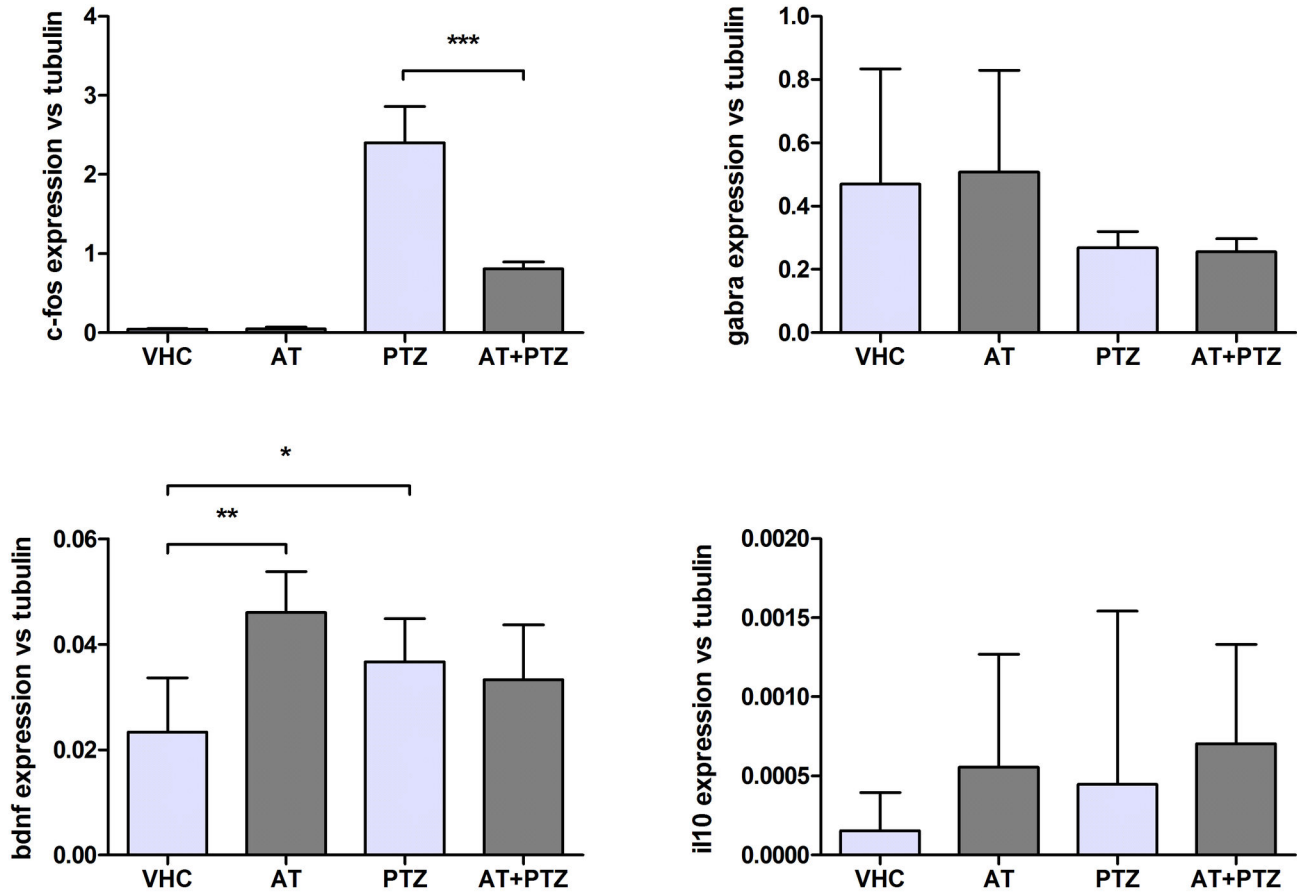 c-fos expression vs tubulin
4
3
2
1
0
***
VHC AT PTZ AT+PTZ
gabra expression vs tubulin
1.0
0.8
0.6
0.4
0.2
0.0
VHC AT PTZ AT+PTZ
bdnf expression vs tubulin
*
**
0.06
0.04
0.02
0.00
VHC AT PTZ AT+PTZ
il10 expression vs tubulin
0.0020
0.0015
0.0010
0.0005
0.0000
VHC AT PTZ AT+PTZ